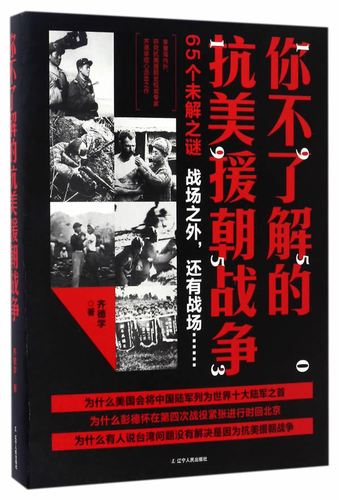 你不了解的
抗美援朝战争
1950
1953
65个未解之谜
战场之外，还有战场……
齐德学
著
为什么美国会将中国陆军列为世界十大陆军之首
为什么彭德怀在第四次战役紧张进行时回北京
为什么有人说台湾问题没有解决是因为抗美援朝战争
辽宁人民出版社
你不了解的抗美援朝战争